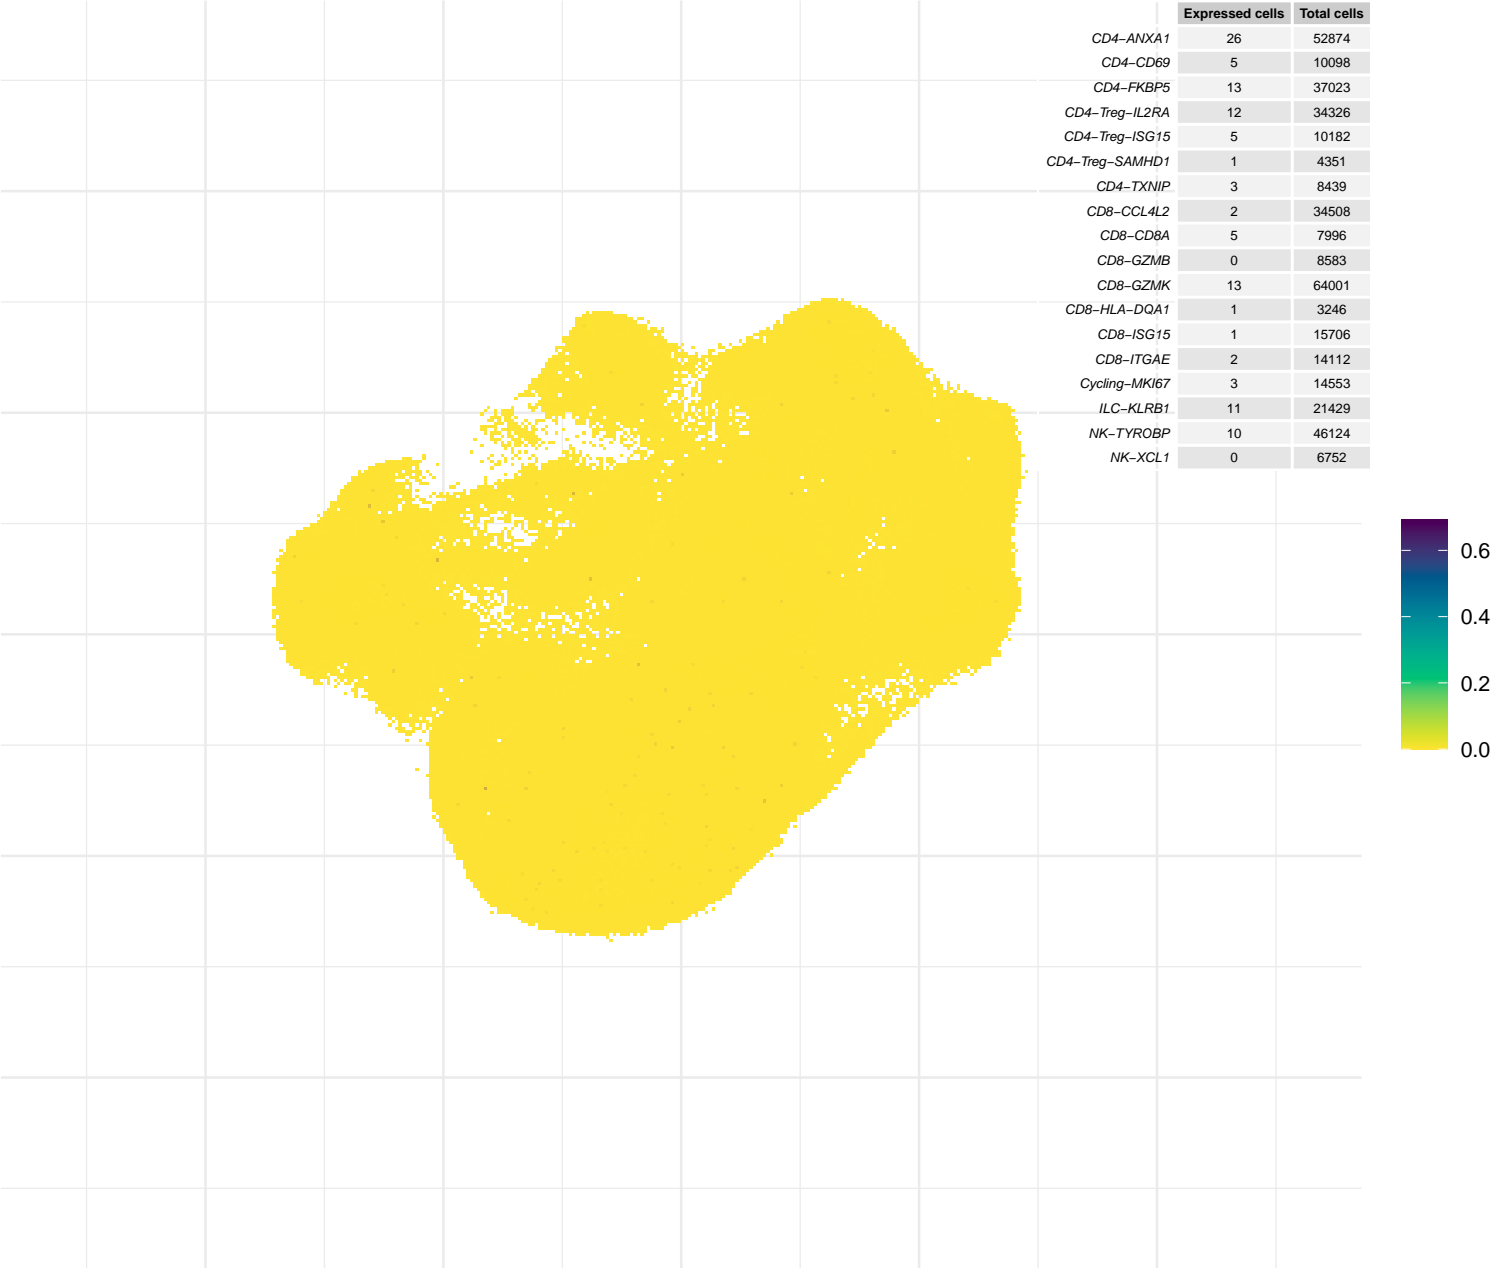 Expressed cells Total cells
CD4−ANXA1 26 52874
CD4−CD69 5 10098
CD4−FKBP5 13 37023
CD4−Treg−IL2RA 12 34326
CD4−Treg−ISG15 5 10182
CD4−Treg−SAMHD1 1 4351
CD4−TXNIP 3 8439
CD8−CCL4L2 2 34508
CD8−CD8A 5 7996
CD8−GZMB 0 8583
CD8−GZMK 13 64001
CD8−HLA−DQA1 1 3246
CD8−ISG15 1 15706
CD8−ITGAE 2 14112
Cycling−MKI67 3 14553
ILC−KLRB1 11 21429
NK−TYROBP 10 46124
NK−XCL1 0 6752
0.6
0.4
0.2
0.0